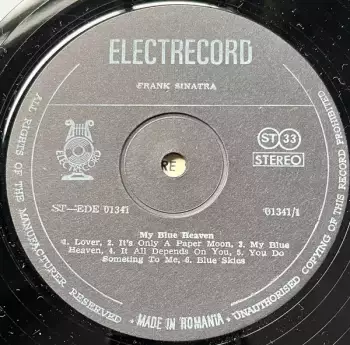 ELECTRECORD
FRANK SINATRA
ST 33
STEREO
RE
ST-EDE 01341
01341/1
My Blue Heaven
1. Lover, 2. It's Only A Paper Moon, 3. My Blue
Heaven, 4. It All Depends On You, 5. You Do
Someting To Me, 6. Blue Skies
ALL RIGHTS OF THE MANUFACTURER RESERVED • MADE IN ROMANIA • UNAUTHORISED COPYING OF THIS RECORD PROHIBITED